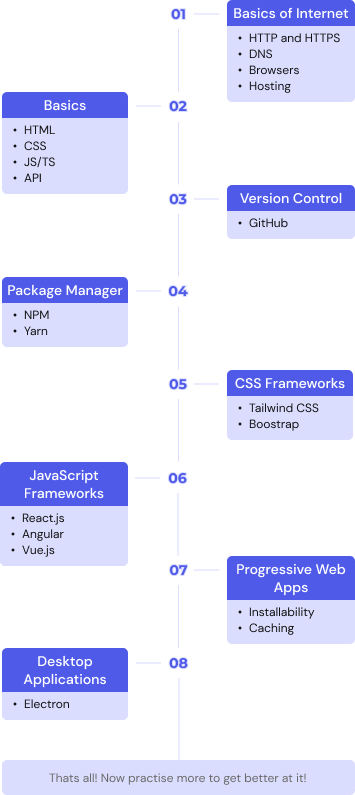 01
Basics of Internet
• HTTP and HTTPS
• DNS
• Browsers
• Hosting
02
Basics
• HTML
• CSS
• JS/TS
• API
03
Version Control
• GitHub
04
Package Manager
• NPM
• Yarn
05
CSS Frameworks
• Tailwind CSS
• Boostrap
06
JavaScript
Frameworks
• React.js
• Angular
• Vue.js
07
Progressive Web
Apps
• Installability
• Caching
08
Desktop
Applications
• Electron
Thats all! Now practise more to get better at it!